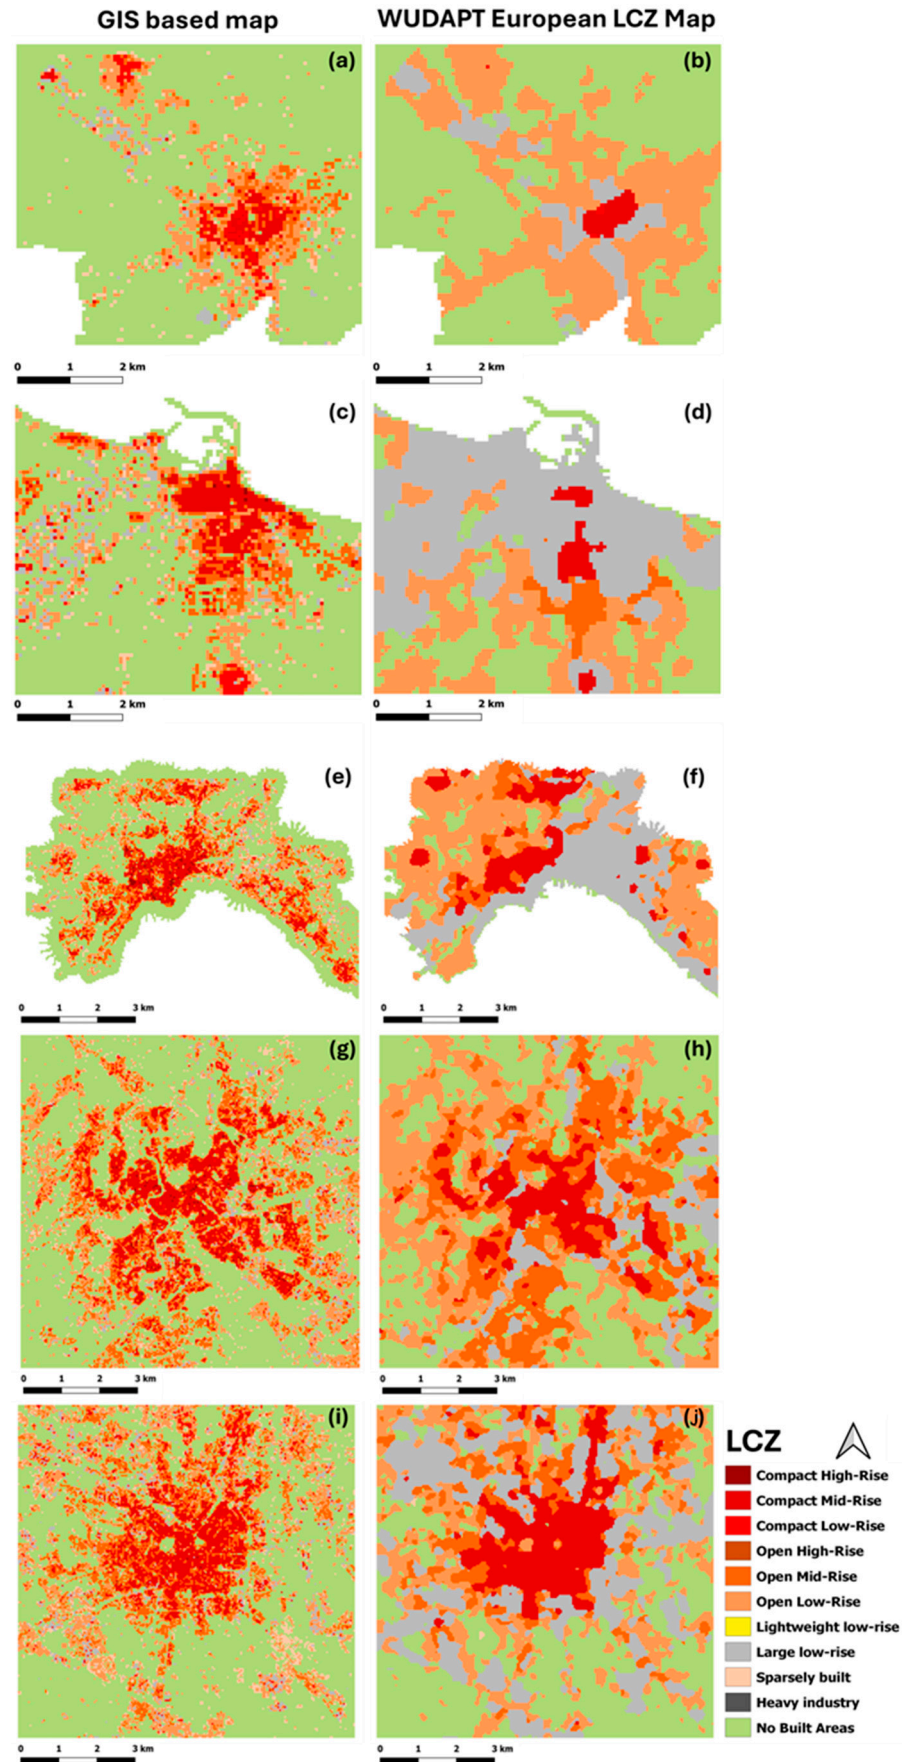 GIS based map WUDAPT European LCZ Map
(a) (b)
0 1 2 km 0 1 2 km
(c) (d)
0 1 2 km 0 1 2 km
(e) (f)
0 1 2 3 km 0 1 2 3 km
(g) (h)
0 1 2 3 km 0 1 2 3 km
(i) (j)
LCZ
Compact High-Rise
Compact Mid-Rise
Compact Low-Rise
Open High-Rise
Open Mid-Rise
Open Low-Rise
Lightweight low-rise
Large low-rise
Sparsely built
Heavy industry
No Built Areas
0 1 2 3 km 0 1 2 3 km